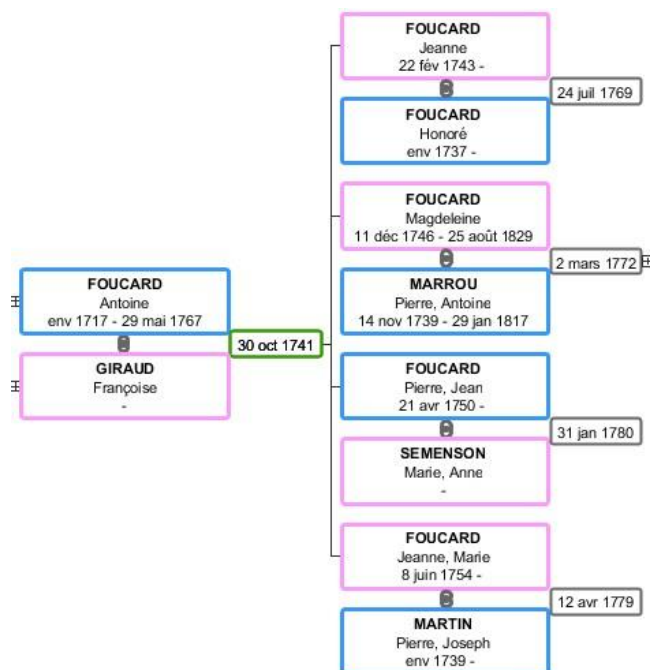 FOUCARD
Jeanne
22 fév 1743 -
24 juil 1769
FOUCARD
Honoré
env 1737 -
FOUCARD
Magdeleine
11 déc 1746 - 25 août 1829
2 mars 1772
MARROU
Pierre, Antoine
14 nov 1739 - 29 jan 1817
FOUCARD
Antoine
env 1717 - 29 mai 1767
30 oct 1741
GIRAUD
Françoise
-
FOUCARD
Pierre, Jean
21 avr 1750 -
31 jan 1780
SEMENSON
Marie, Anne
-
FOUCARD
Jeanne, Marie
8 juin 1754 -
12 avr 1779
MARTIN
Pierre, Joseph
env 1739 -